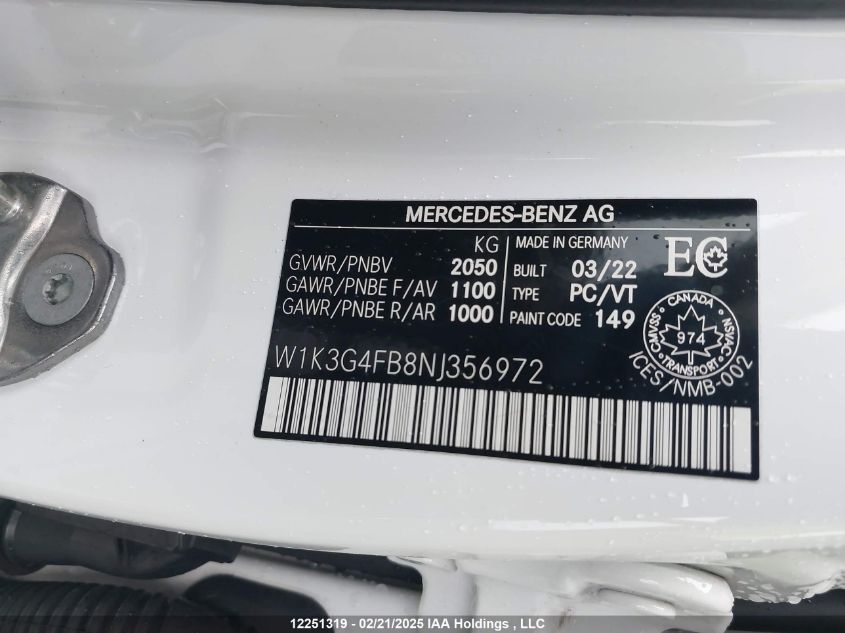 MERCEDES-BENZ AG
KG
GVWR/PNBV 2050
GAWR/PNBE F/AV 1100
GAWR/PNBE R/AR 1000
MADE IN GERMANY
BUILT 03/22
TYPE PC/VT
PAINT CODE 149
EC
CANADA
CMVSS
NSVAC
974
TRANSPORT
ICES/NMB-002
W1K3G4FB8NJ356972
12251319 - 02/21/2025 IAA Holdings , LLC